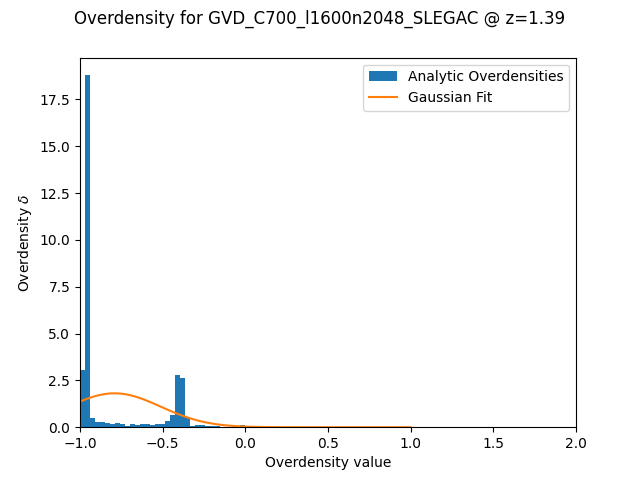 Overdensity for GVD_C700_l1600n2048_SLEGAC @ z=1.39
Analytic Overdensities
Gaussian Fit
Overdensity δ
17.5
15.0
12.5
10.0
7.5
5.0
2.5
0.0
−1.0 −0.5 0.0 0.5 1.0 1.5 2.0
Overdensity value